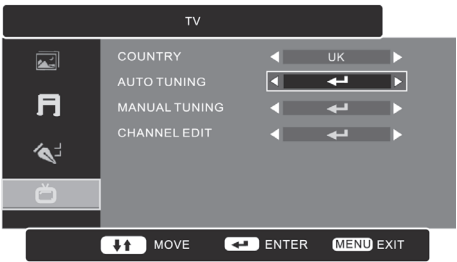 TV
COUNTRY UK
AUTO TUNING
MANUAL TUNING
CHANNEL EDIT
MOVE ENTER MENU EXIT